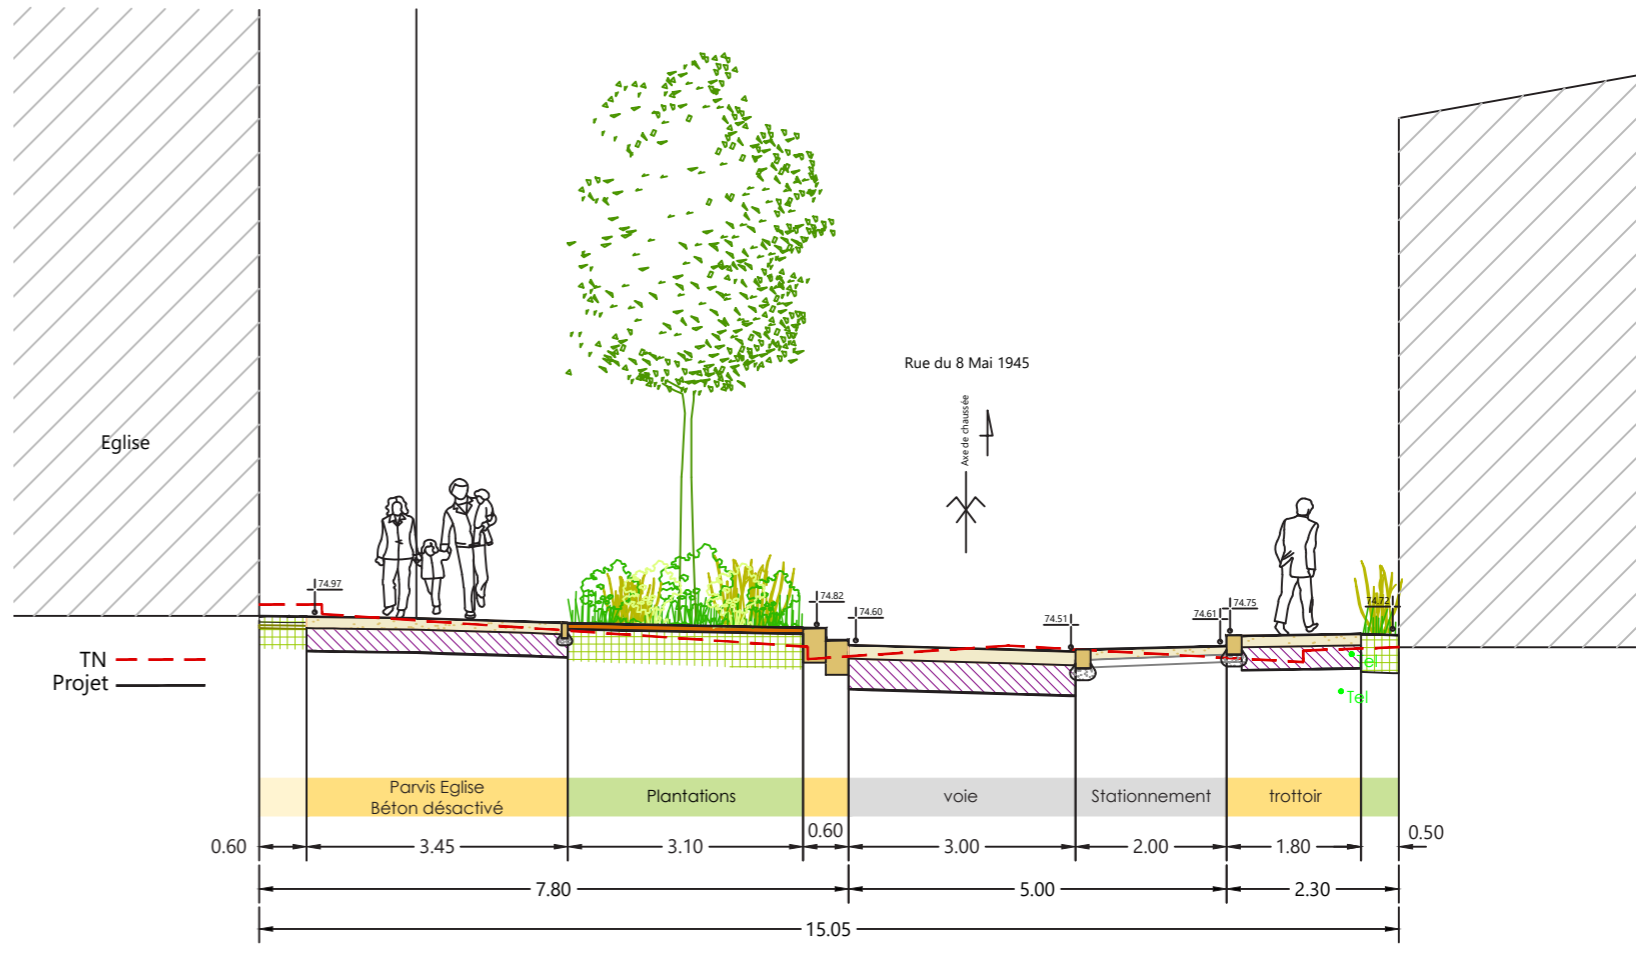 Rue du 8 Mai 1945
Axe de chaussée
Eglise
74.97
74.82
74.60
74.51
74.61
74.75
74.72
TN
Projet
Tel
Tel
Parvis Eglise
Béton désactivé
Plantations
voie
Stationnement
trottoir
0.60
3.45
3.10
0.60
3.00
2.00
1.80
0.50
7.80
5.00
2.30
15.05